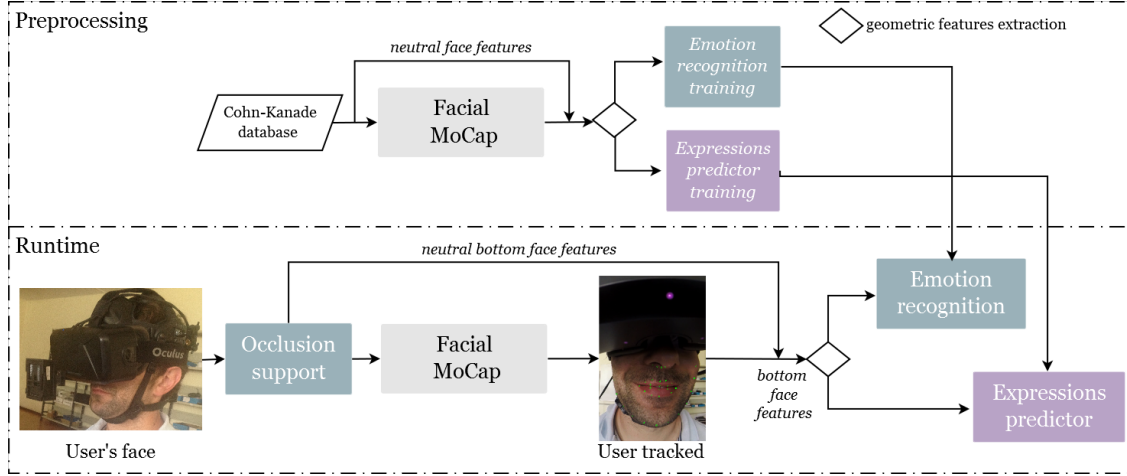 Preprocessing
geometric features extraction
neutral face features
Emotion
recognition
training
Cohn-Kanade
database
Facial
MoCap
Expressions
predictor
training
Runtime
neutral bottom face features
Emotion
recognition
Oculus
Occlusion
support
Facial
MoCap
bottom
face
features
Expressions
predictor
User's face
User tracked